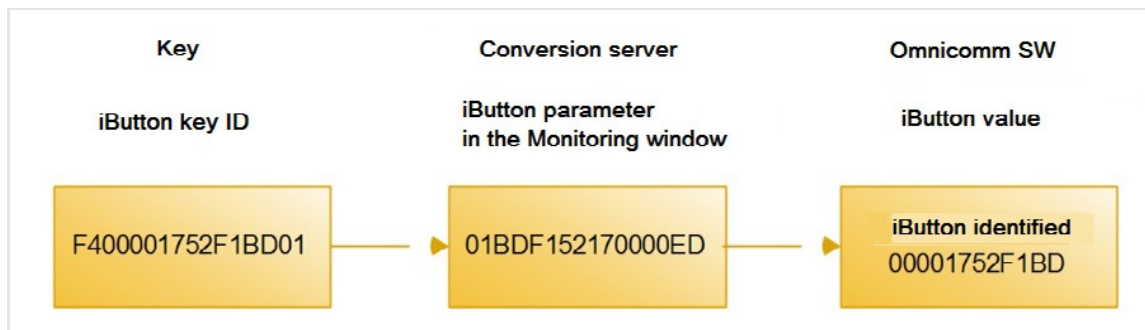 Key
Conversion server
Omnicomm SW
iButton key ID
iButton parameter
in the Monitoring window
iButton value
F400001752F1BD01
01BDF152170000ED
iButton identified
00001752F1BD